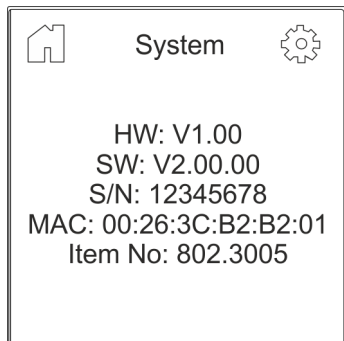 System
HW: V1.00
SW: V2.00.00
S/N: 12345678
MAC: 00:26:3C:B2:B2:01
Item No: 802.3005